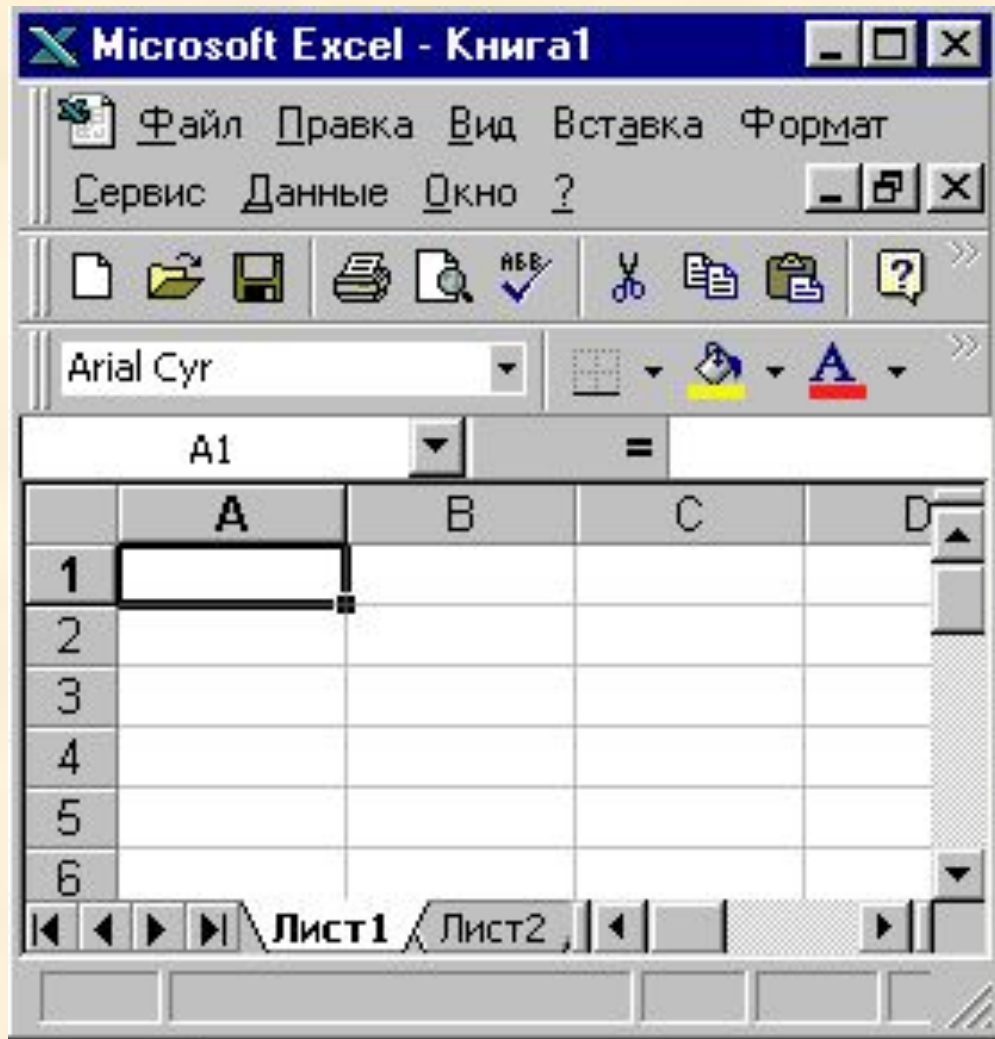 Microsoft Excel - Книга1
Файл Правка Вид Вставка Формат
Сервис Данные Окно ?
АБВ ?
Arial Cyr A
A1 =
A B C D
1
2
3
4
5
6
Лист1 Лист2